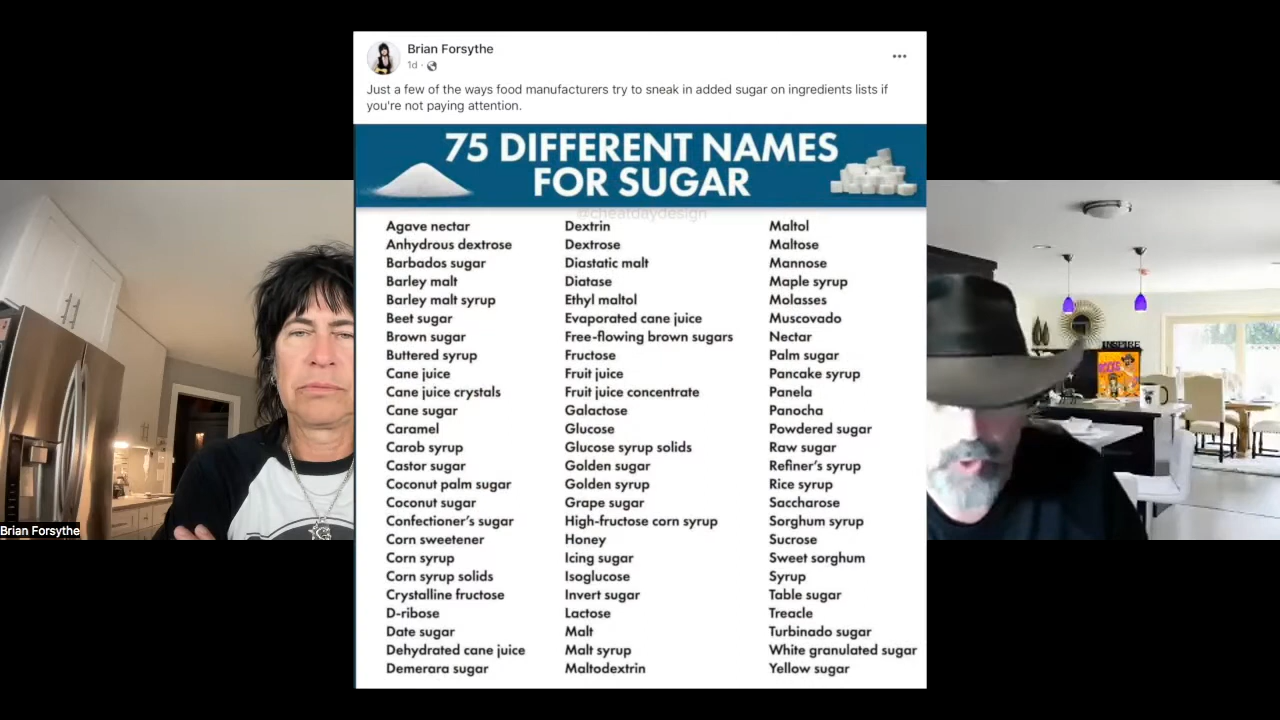 Brian Forsythe
1d ·
Just a few of the ways food manufacturers try to sneak in added sugar on ingredients lists if
you're not paying attention.
75 DIFFERENT NAMES
FOR SUGAR
@cheatdaydesign
Agave nectar
Anhydrous dextrose
Barbados sugar
Barley malt
Barley malt syrup
Beet sugar
Brown sugar
Buttered syrup
Cane juice
Cane juice crystals
Cane sugar
Caramel
Carob syrup
Castor sugar
Coconut palm sugar
Coconut sugar
Confectioner's sugar
Corn sweetener
Corn syrup
Corn syrup solids
Crystalline fructose
D-ribose
Date sugar
Dehydrated cane juice
Demerara sugar
Dextrin
Dextrose
Diastatic malt
Diatase
Ethyl maltol
Evaporated cane juice
Free-flowing brown sugars
Fructose
Fruit juice
Fruit juice concentrate
Galactose
Glucose
Glucose syrup solids
Golden sugar
Golden syrup
Grape sugar
High-fructose corn syrup
Honey
Icing sugar
Isoglucose
Invert sugar
Lactose
Malt
Malt syrup
Maltodextrin
Maltol
Maltose
Mannose
Maple syrup
Molasses
Muscovado
Nectar
Palm sugar
Pancake syrup
Panela
Panocha
Powdered sugar
Raw sugar
Refiner's syrup
Rice syrup
Saccharose
Sorghum syrup
Sucrose
Sweet sorghum
Syrup
Table sugar
Treacle
Turbinado sugar
White granulated sugar
Yellow sugar
Brian Forsythe
INSPIRE
ROCKS